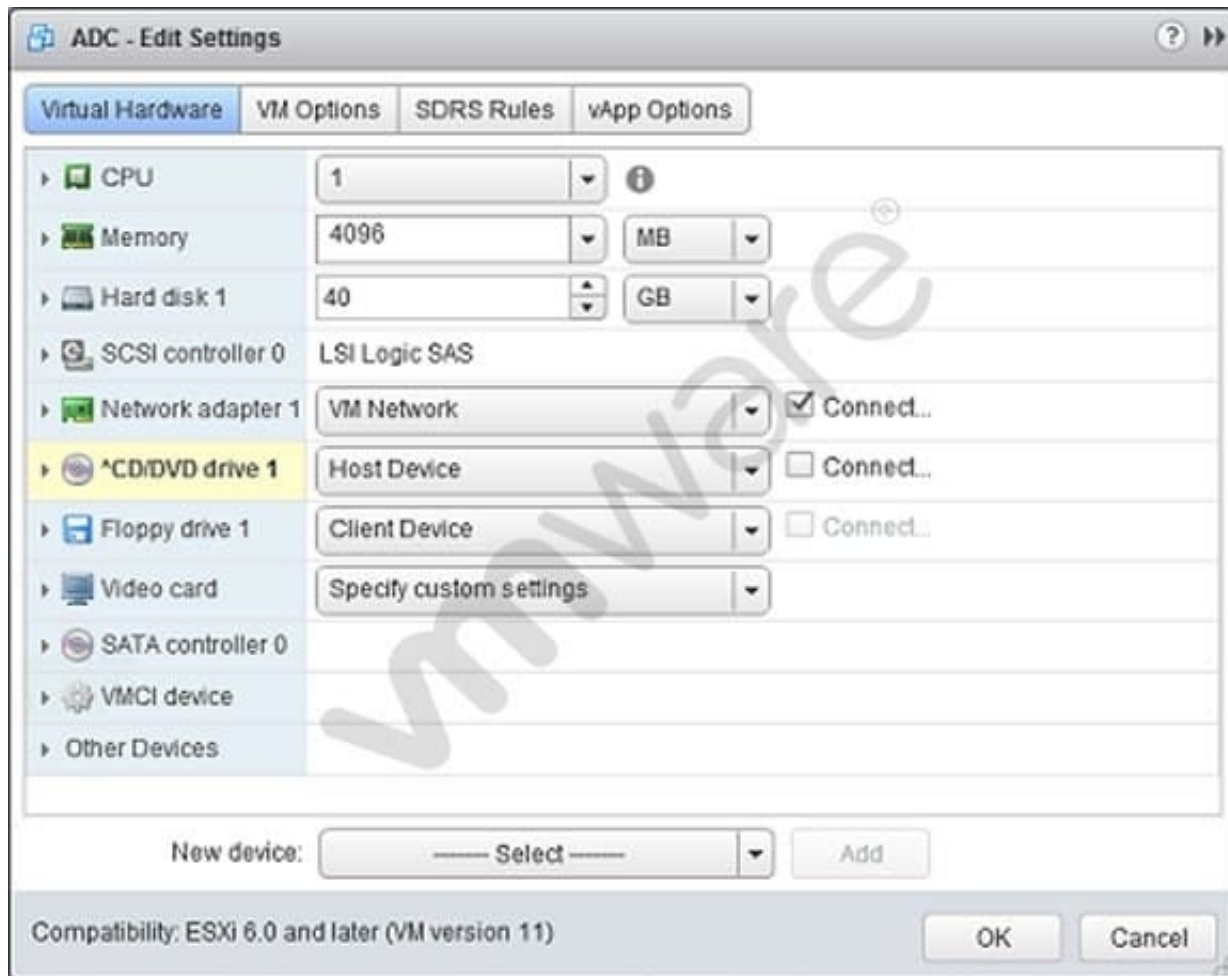 ADC - Edit Settings
Virtual Hardware VM Options SDRS Rules vApp Options
CPU 1
Memory 4096 MB
Hard disk 1 40 GB
SCSI controller 0 LSI Logic SAS
Network adapter 1 VM Network Connect...
^CD/DVD drive 1 Host Device Connect...
Floppy drive 1 Client Device Connect...
Video card Specify custom settings
SATA controller 0
VMCI device
Other Devices
New device: ------- Select ------- Add
Compatibility: ESXi 6.0 and later (VM version 11) OK Cancel
vmware®